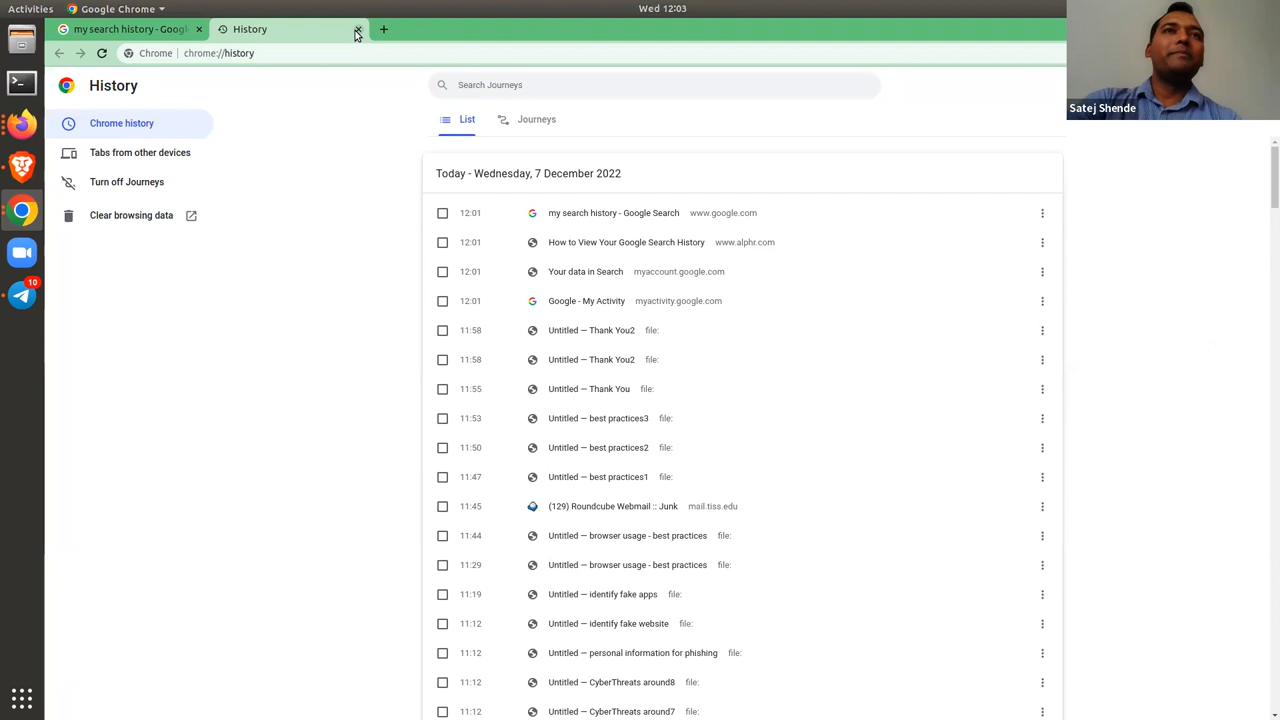 Activities Google Chrome Wed 12:03
my search history - Googl History
Chrome chrome://history
Satej Shende
History Search Journeys
List Journeys
Chrome history
Tabs from other devices
Turn off Journeys
Clear browsing data
10
Today - Wednesday, 7 December 2022
12:01 my search history - Google Search www.google.com
12:01 How to View Your Google Search History www.alphr.com
12:01 Your data in Search myaccount.google.com
12:01 Google - My Activity myactivity.google.com
11:58 Untitled — Thank You2 file:
11:58 Untitled — Thank You2 file:
11:55 Untitled — Thank You file:
11:53 Untitled — best practices3 file:
11:50 Untitled — best practices2 file:
11:47 Untitled — best practices1 file:
11:45 (129) Roundcube Webmail :: Junk mail.tiss.edu
11:44 Untitled — browser usage - best practices file:
11:29 Untitled — browser usage - best practices file:
11:19 Untitled — identify fake apps file:
11:12 Untitled — identify fake website file:
11:12 Untitled — personal information for phishing file:
11:12 Untitled — CyberThreats around8 file:
11:12 Untitled — CyberThreats around7 file: